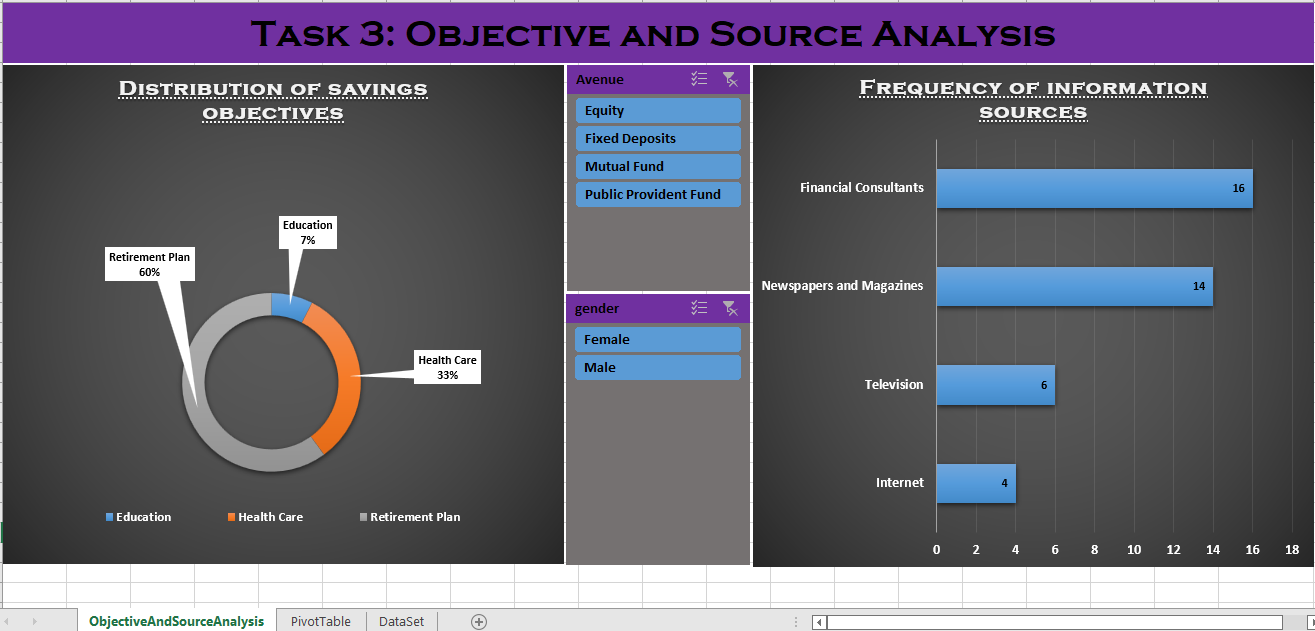 Task 3: Objective and Source Analysis
Distribution of savings
objectives
Education
7%
Retirement Plan
60%
Health Care
33%
Education
Health Care
Retirement Plan
Avenue
Equity
Fixed Deposits
Mutual Fund
Public Provident Fund
gender
Female
Male
Frequency of information
sources
Financial Consultants
16
Newspapers and Magazines
14
Television
6
Internet
4
0 2 4 6 8 10 12 14 16 18
ObjectiveAndSourceAnalysis PivotTable DataSet